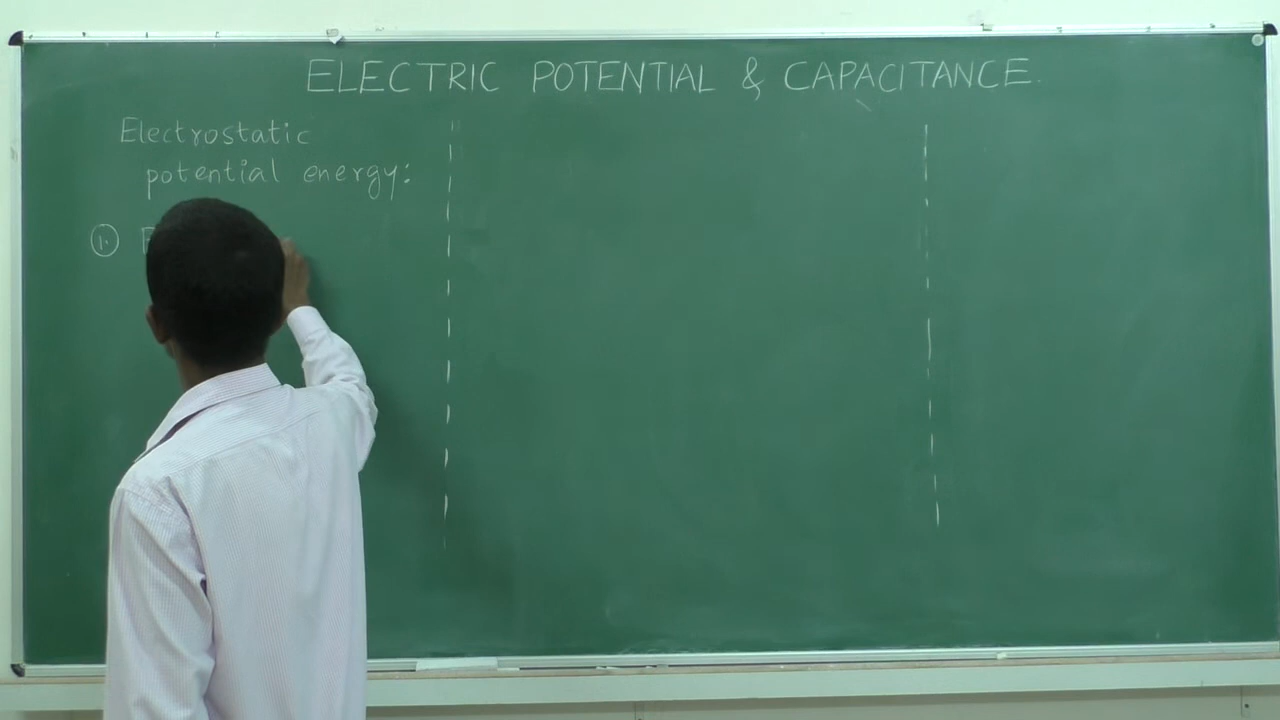 ELECTRIC POTENTIAL & CAPACITANCE.
Electrostatic
potential energy:
1.